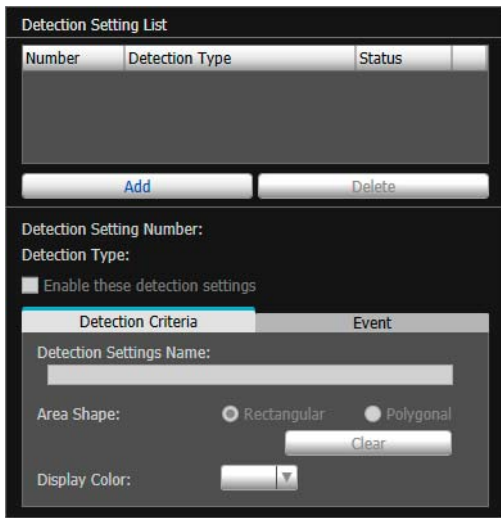 Detection Setting List
Number Detection Type Status
Add Delete
Detection Setting Number:
Detection Type:
Enable these detection settings
Detection Criteria Event
Detection Settings Name:
Area Shape: Rectangular Polygonal
Clear
Display Color: